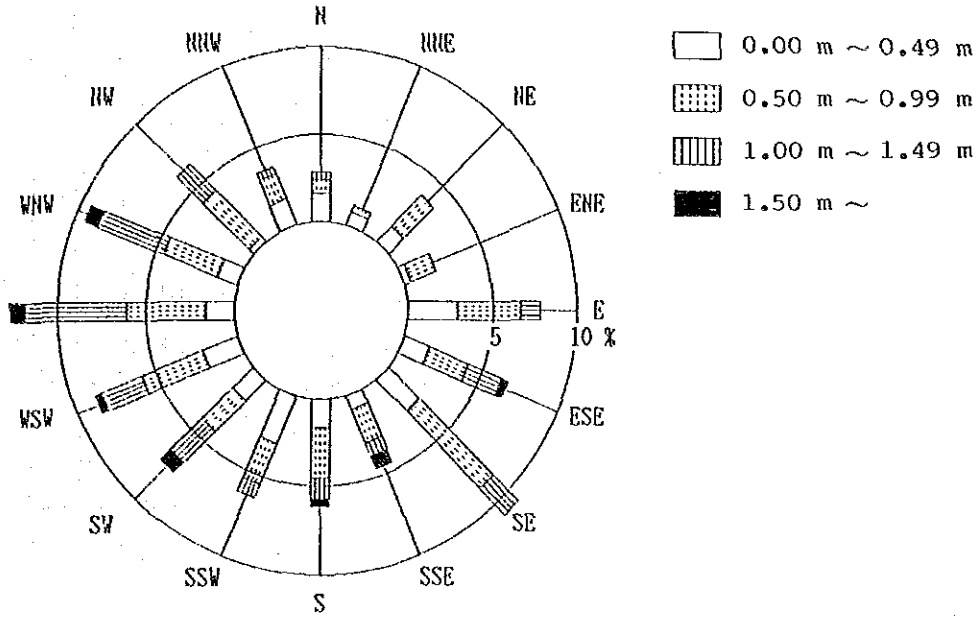 N
NNW
NNE
NW
NE
WNW
ENE
E
5
10 %
WSW
ESE
SW
SE
SSW
SSE
S
0.00 m ~ 0.49 m
0.50 m ~ 0.99 m
1.00 m ~ 1.49 m
1.50 m ~